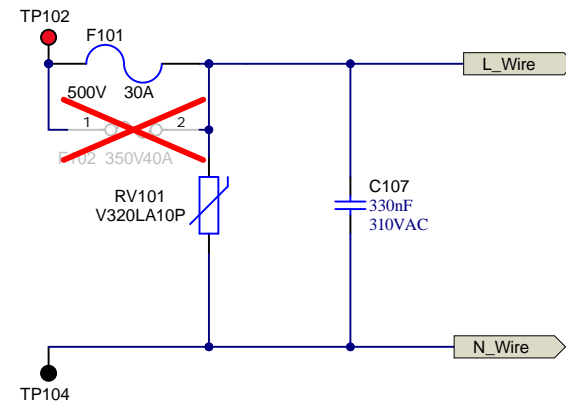 TP102
F101
L_Wire
500V 30A
1 2
F102 350V40A
RV101
V320LA10P
C107
330nF
310VAC
N_Wire
TP104